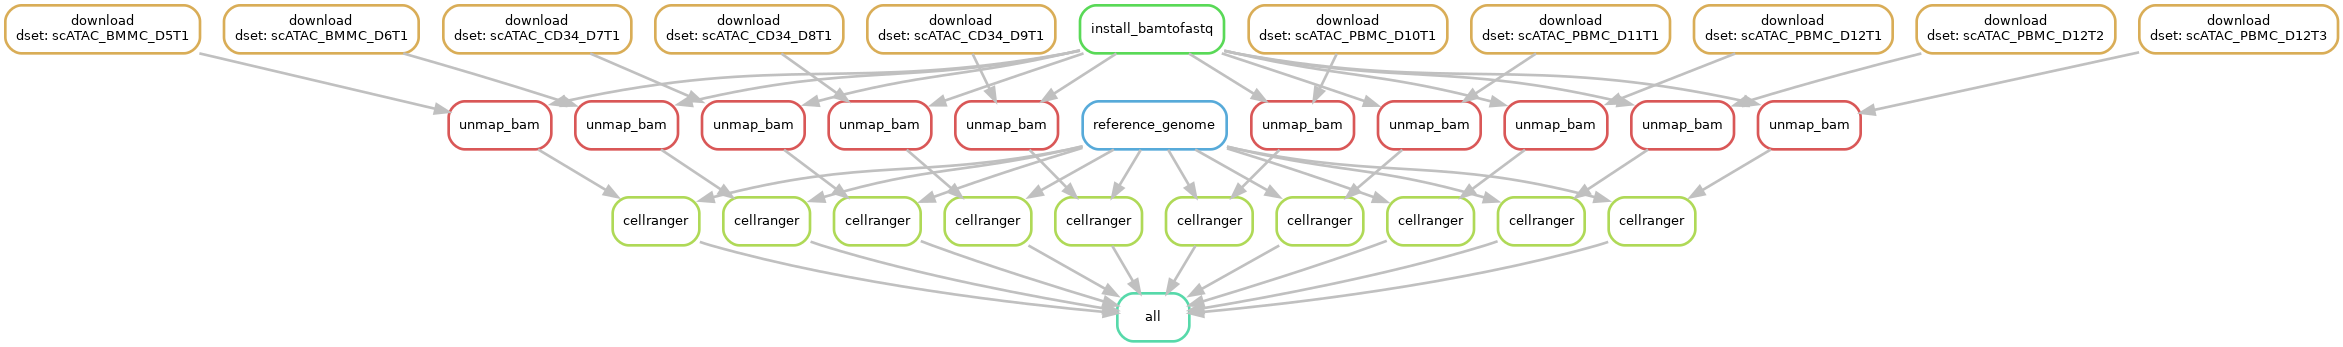 download
dset: scATAC_BMMC_D5T1
download
dset: scATAC_BMMC_D6T1
download
dset: scATAC_CD34_D7T1
download
dset: scATAC_CD34_D8T1
download
dset: scATAC_CD34_D9T1
install_bamtofastq
download
dset: scATAC_PBMC_D10T1
download
dset: scATAC_PBMC_D11T1
download
dset: scATAC_PBMC_D12T1
download
dset: scATAC_PBMC_D12T2
download
dset: scATAC_PBMC_D12T3
unmap_bam
unmap_bam
unmap_bam
unmap_bam
unmap_bam
reference_genome
unmap_bam
unmap_bam
unmap_bam
unmap_bam
unmap_bam
cellranger
cellranger
cellranger
cellranger
cellranger
cellranger
cellranger
cellranger
cellranger
cellranger
all